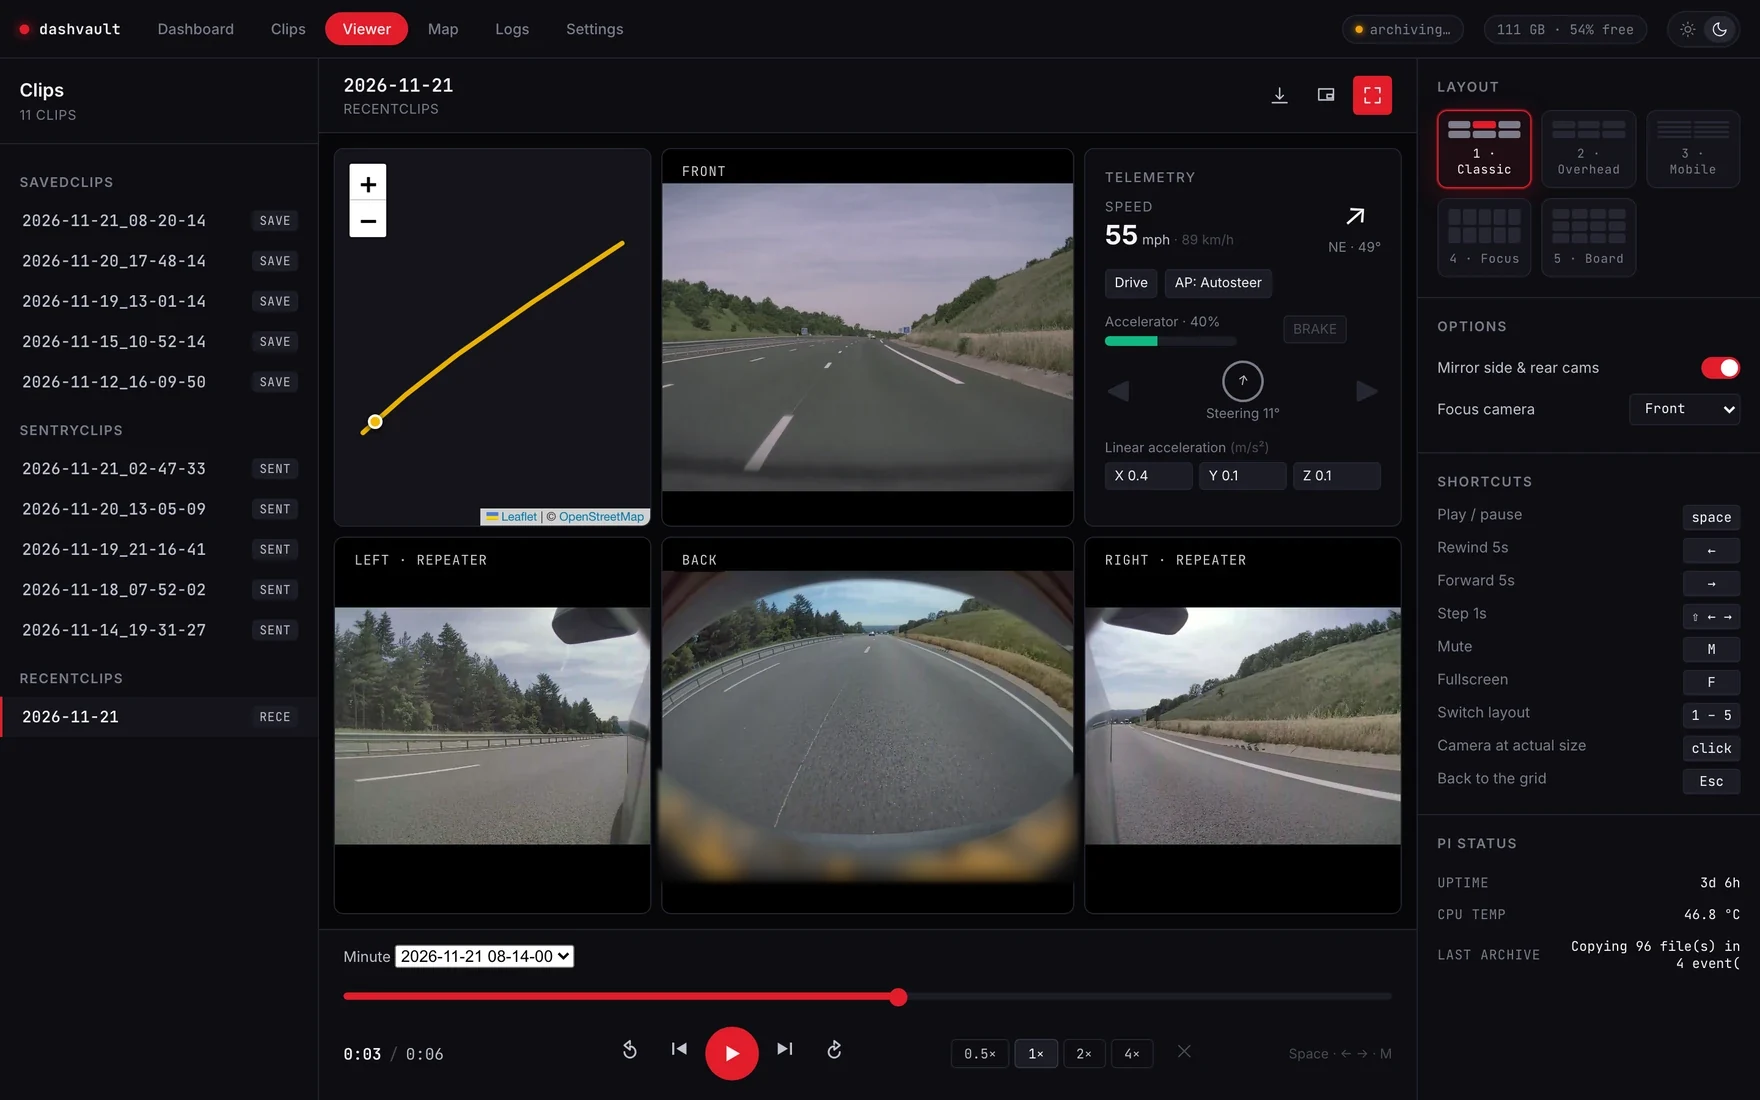 dashvault
Dashboard
Clips
Viewer
Map
Logs
Settings
archiving…
111 GB · 54% free
Clips
11 CLIPS
SAVEDCLIPS
2026-11-21_08-20-14 SAVE
2026-11-20_17-48-14 SAVE
2026-11-19_13-01-14 SAVE
2026-11-15_10-52-14 SAVE
2026-11-12_16-09-50 SAVE
SENTRYCLIPS
2026-11-21_02-47-33 SENT
2026-11-20_13-05-09 SENT
2026-11-19_21-16-41 SENT
2026-11-18_07-52-02 SENT
2026-11-14_19-31-27 SENT
RECENTCLIPS
2026-11-21 RECE
2026-11-21
RECENTCLIPS
+
−
Leaflet | © OpenStreetMap
FRONT
TELEMETRY
SPEED
55 mph · 89 km/h
NE · 49°
Drive
AP: Autosteer
Accelerator · 40%
BRAKE
Steering 11°
Linear acceleration (m/s²)
X 0.4
Y 0.1
Z 0.1
LEFT · REPEATER
BACK
RIGHT · REPEATER
Minute 2026-11-21 08-14-00
0:03 / 0:06
0.5×
1×
2×
4×
Space · ← → · M
LAYOUT
1 ·
Classic
2 ·
Overhead
3 ·
Mobile
4 · Focus
5 · Board
OPTIONS
Mirror side & rear cams
Focus camera Front
SHORTCUTS
Play / pause space
Rewind 5s ←
Forward 5s →
Step 1s ⇧ ← →
Mute M
Fullscreen F
Switch layout 1 – 5
Camera at actual size click
Back to the grid Esc
PI STATUS
UPTIME 3d 6h
CPU TEMP 46.8 °C
LAST ARCHIVE Copying 96 file(s) in
4 event(